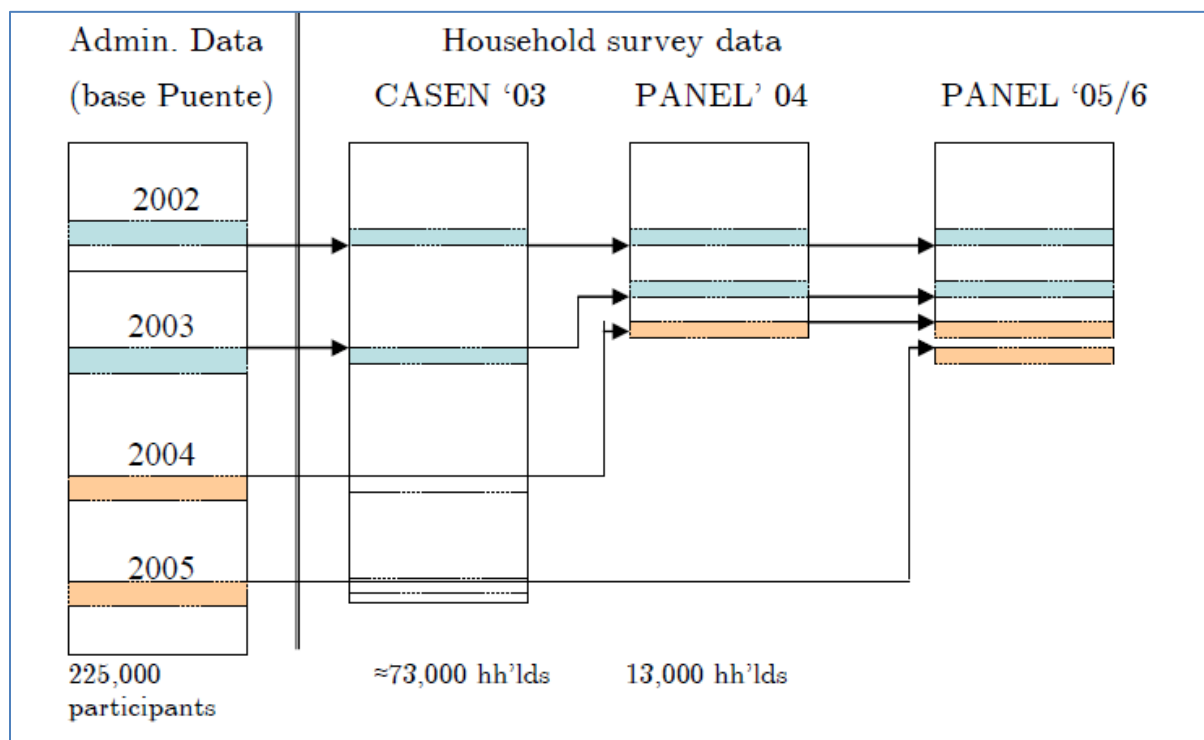 Admin. Data
(base Puente)
Household survey data
CASEN ‘03
PANEL’ 04
PANEL ‘05/6
2002
2003
2004
2005
225,000
participants
≈73,000 hh'lds
13,000 hh'lds